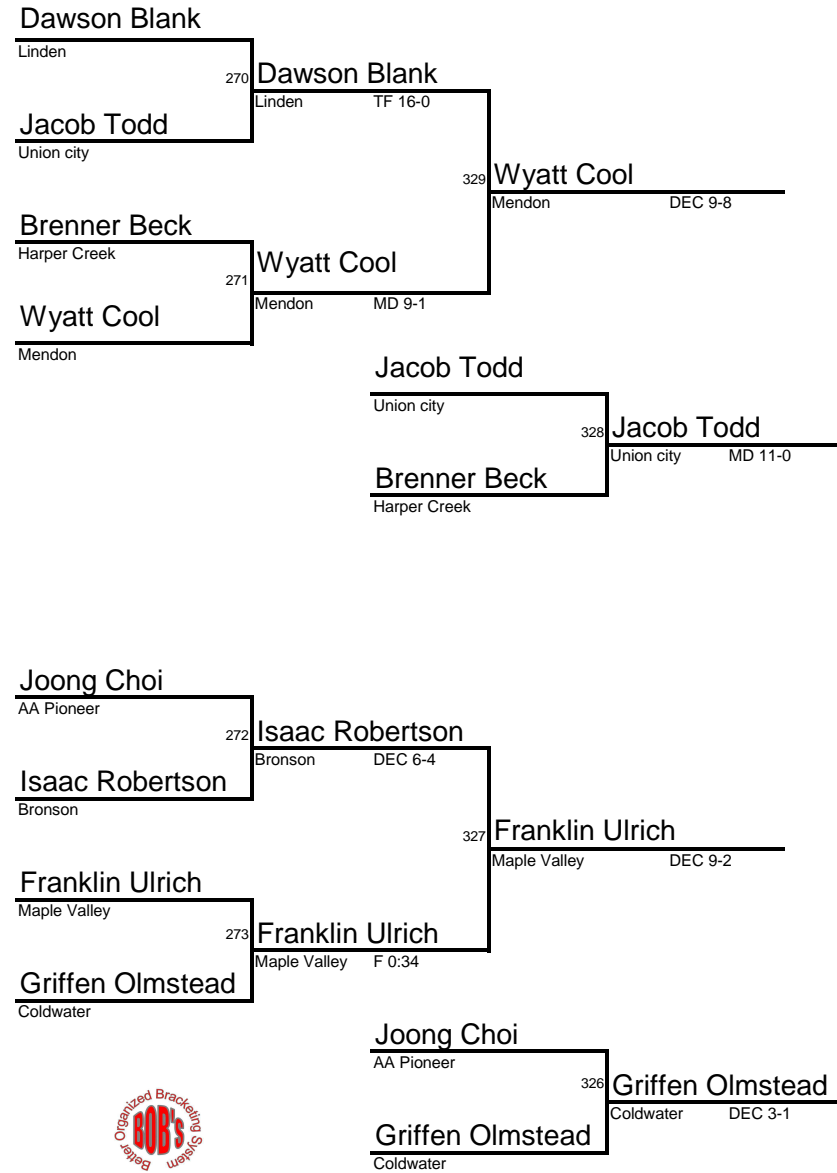 Dawson Blank
Linden
270 Dawson Blank
Linden TF 16-0
Jacob Todd
Union city
329 Wyatt Cool
Mendon DEC 9-8
Brenner Beck
Harper Creek
271 Wyatt Cool
Mendon MD 9-1
Wyatt Cool
Mendon
Jacob Todd
Union city
328 Jacob Todd
Union city MD 11-0
Brenner Beck
Harper Creek
Joong Choi
AA Pioneer
272 Isaac Robertson
Bronson DEC 6-4
Isaac Robertson
Bronson
327 Franklin Ulrich
Maple Valley DEC 9-2
Franklin Ulrich
Maple Valley
273 Franklin Ulrich
Maple Valley F 0:34
Griffen Olmstead
Coldwater
Joong Choi
AA Pioneer
326 Griffen Olmstead
Coldwater DEC 3-1
Griffen Olmstead
Coldwater
Better Organized Bracketing System
BOB's